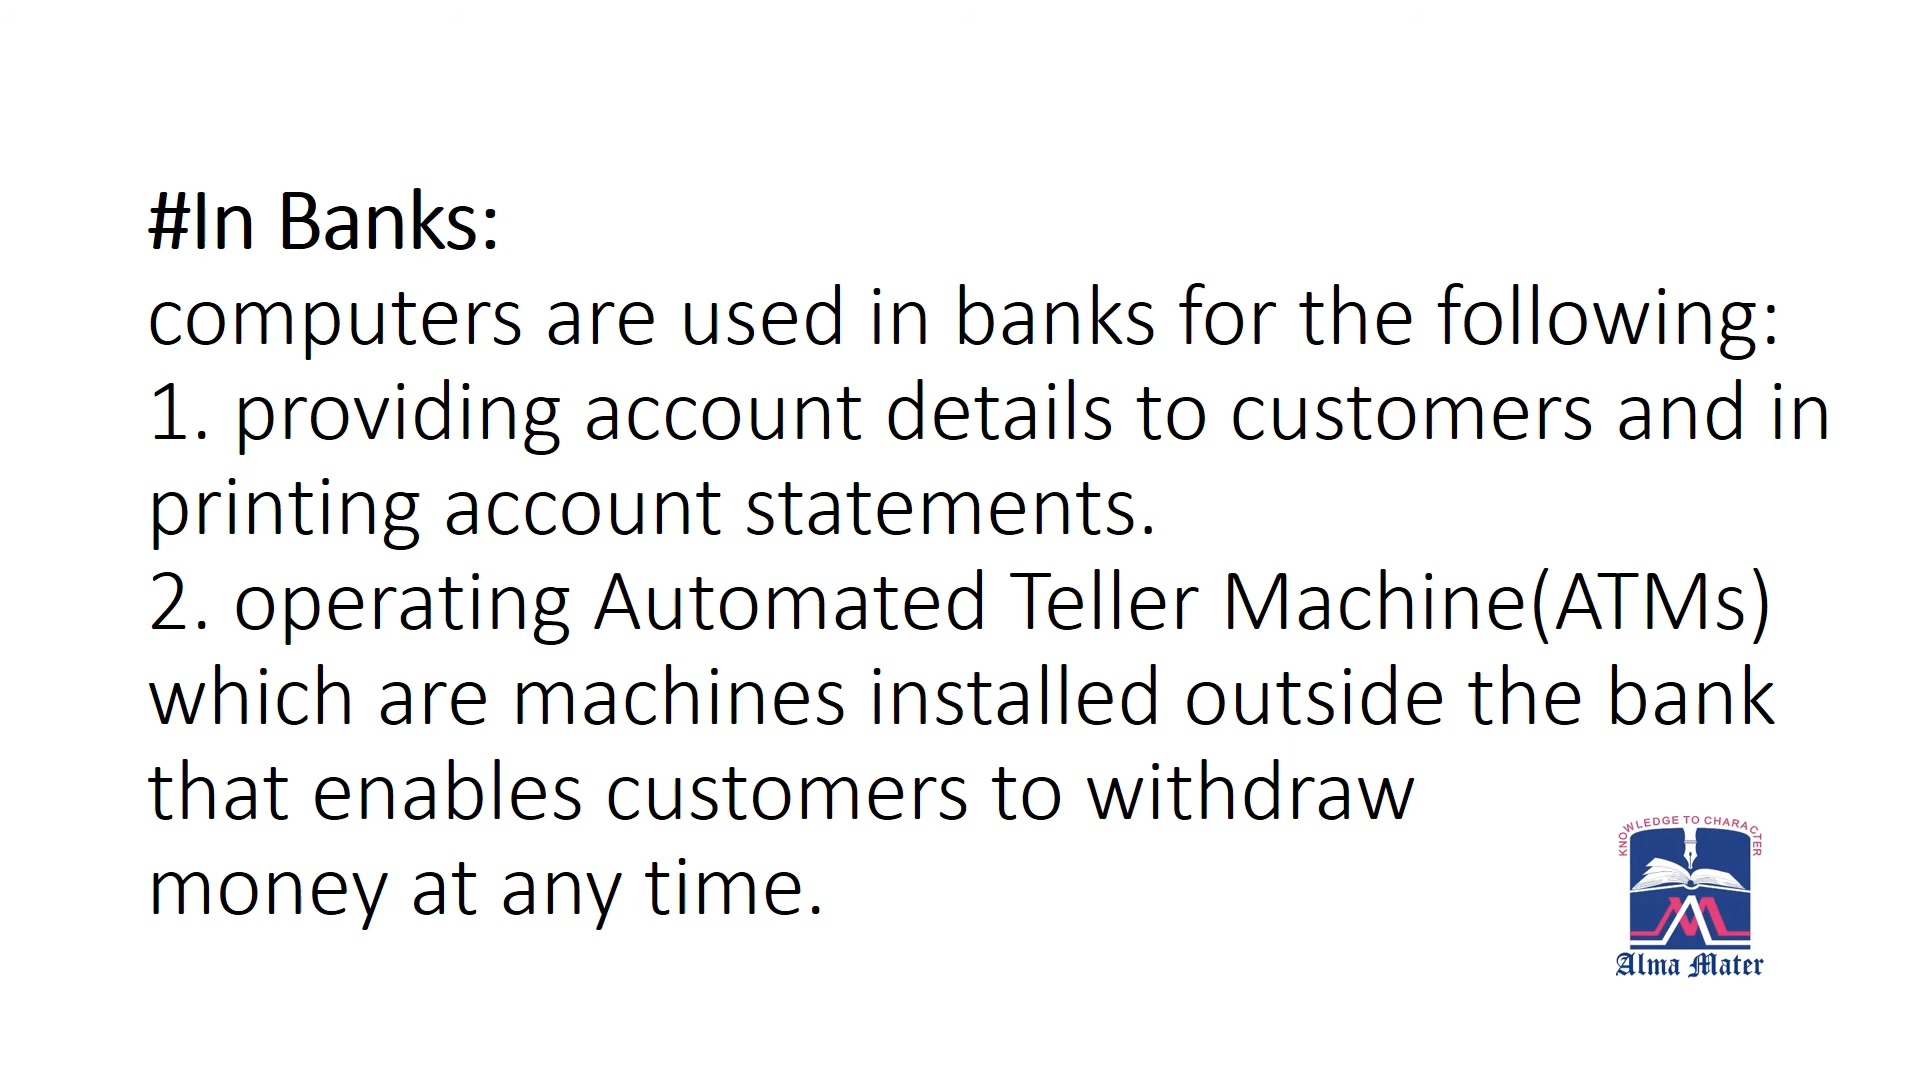 #In Banks:
computers are used in banks for the following:
1. providing account details to customers and in
printing account statements.
2. operating Automated Teller Machine(ATMs)
which are machines installed outside the bank
that enables customers to withdraw
money at any time.
KNOWLEDGE TO CHARACTER
Alma Mater